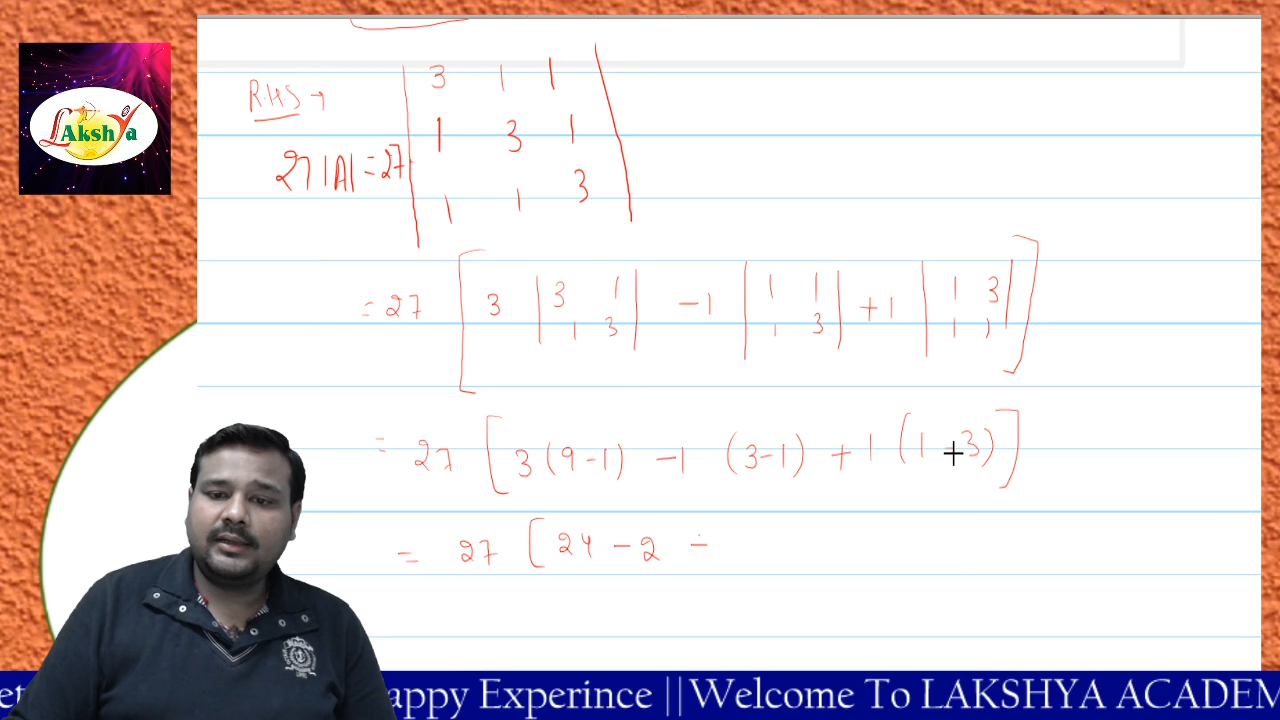 LAkshya
RHS →
3 1 1
1 3 1
27 |A| = 27
1 1 3
= 27 [ 3 | 3 1 | -1 | 1 1 | +1 | 1 3 | ]
1 3 1 3 1 1
= 27 [ 3 (9-1) -1 (3-1) + 1 (1 - 3) ]
= 27 [ 24 - 2 -
appy Experince ||Welcome To LAKSHYA ACADEM